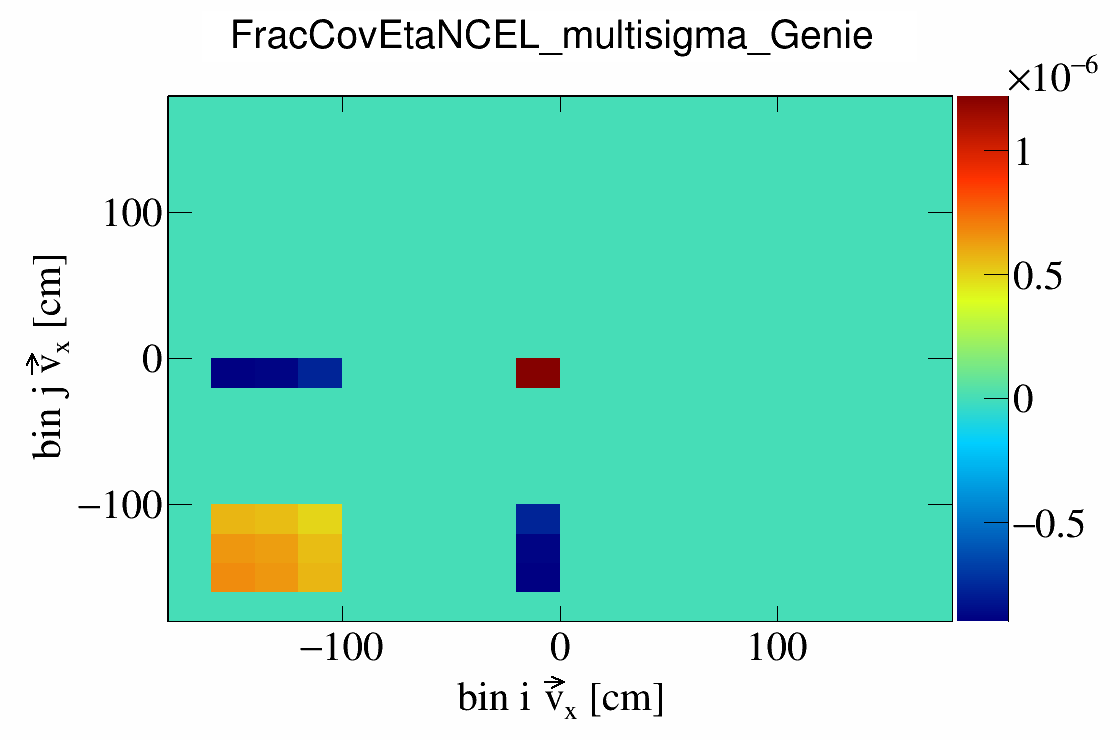 FracCovEtaNCEL_multisigma_Genie
×10⁻⁶
1
0.5
0
−0.5
100
0
−100
bin j v⃗ₓ [cm]
−100 0 100
bin i v⃗ₓ [cm]